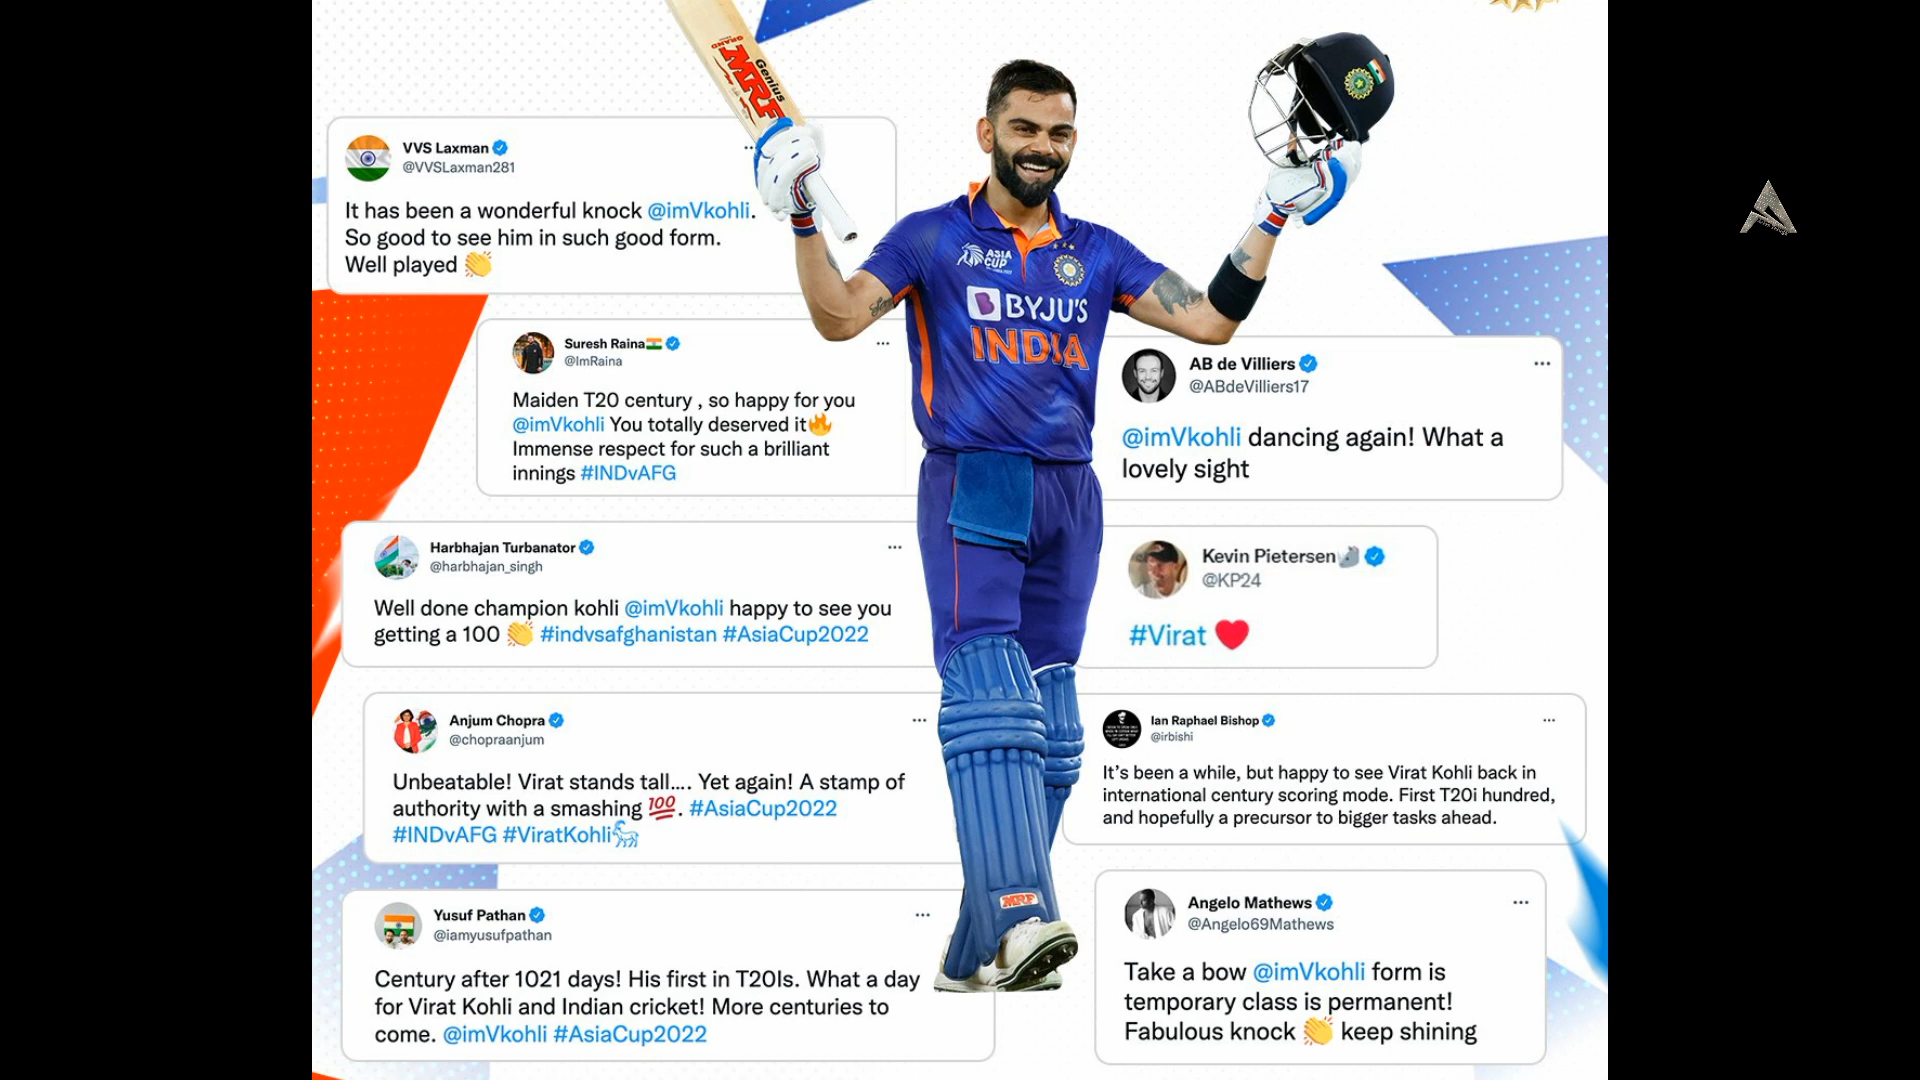 Genius
MRF
GRAND
VVS Laxman
@VVSLaxman281
It has been a wonderful knock @imVkohli.
So good to see him in such good form.
Well played 👏
ASIA
CUP
BYJU'S
INDIA
Suresh Raina🇮🇳
@ImRaina
Maiden T20 century , so happy for you
@imVkohli You totally deserved it🔥
Immense respect for such a brilliant
innings #INDvAFG
AB de Villiers
@ABdeVilliers17
@imVkohli dancing again! What a
lovely sight
Harbhajan Turbanator
@harbhajan_singh
Well done champion kohli @imVkohli happy to see you
getting a 100 👏 #indvsafghanistan #AsiaCup2022
Kevin Pietersen🦏
@KP24
#Virat ❤️
Anjum Chopra
@chopraanjum
Unbeatable! Virat stands tall.... Yet again! A stamp of
authority with a smashing 💯. #AsiaCup2022
#INDvAFG #ViratKohli🐐
Ian Raphael Bishop
@irbishi
It's been a while, but happy to see Virat Kohli back in
international century scoring mode. First T20i hundred,
and hopefully a precursor to bigger tasks ahead.
Yusuf Pathan
@iamyusufpathan
Century after 1021 days! His first in T20Is. What a day
for Virat Kohli and Indian cricket! More centuries to
come. @imVkohli #AsiaCup2022
MRF
Angelo Mathews
@Angelo69Mathews
Take a bow @imVkohli form is
temporary class is permanent!
Fabulous knock 👏 keep shining